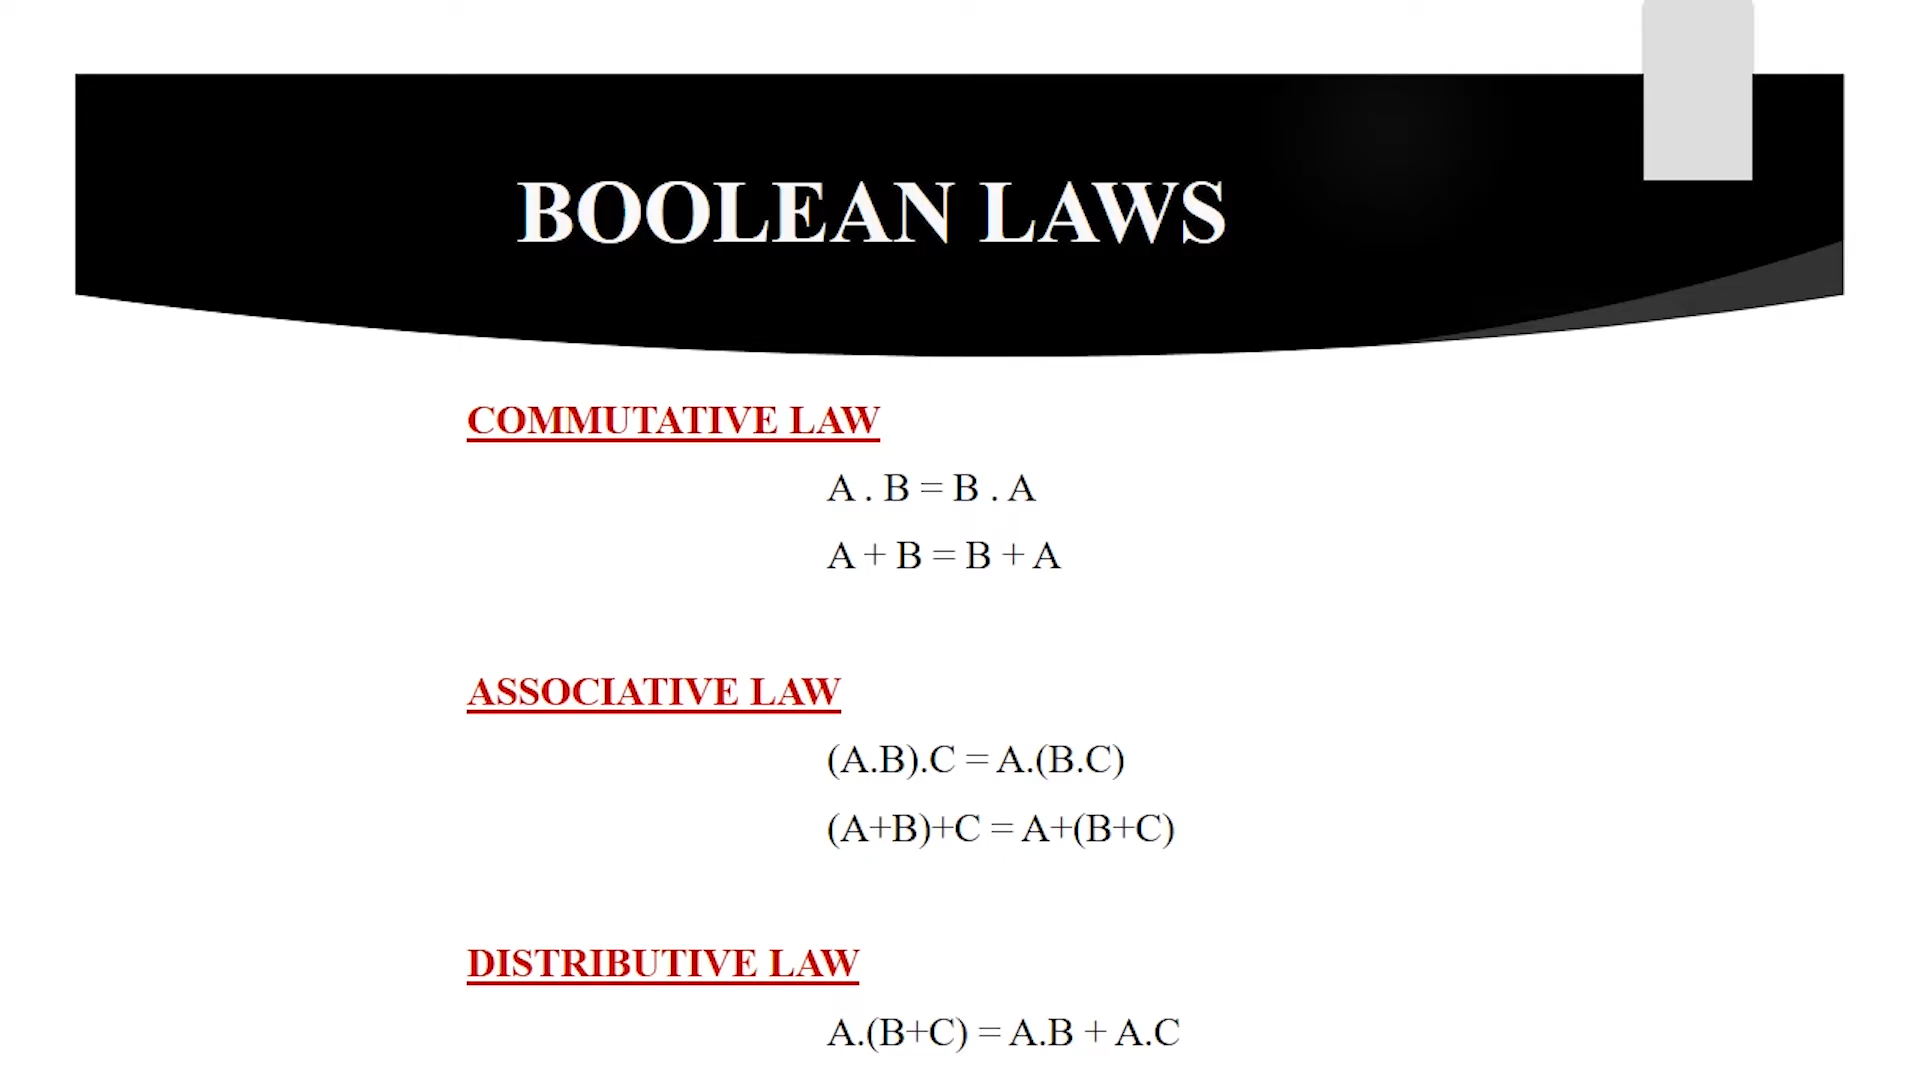 BOOLEAN LAWS
COMMUTATIVE LAW
A . B = B . A
A + B = B + A
ASSOCIATIVE LAW
(A.B).C = A.(B.C)
(A+B)+C = A+(B+C)
DISTRIBUTIVE LAW
A.(B+C) = A.B + A.C